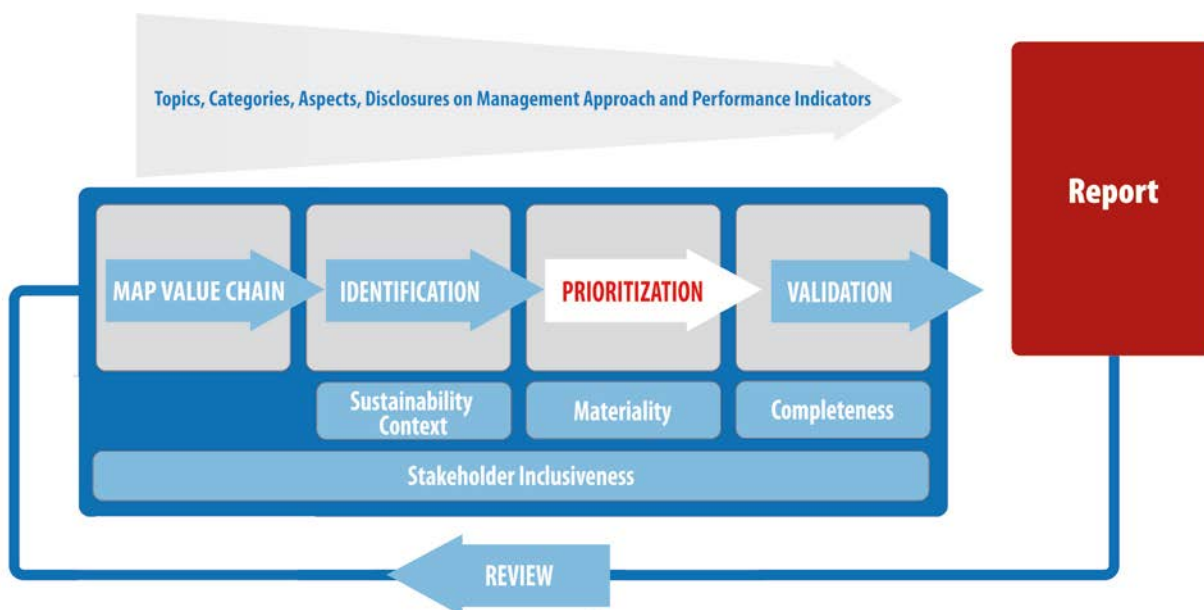 Topics, Categories, Aspects, Disclosures on Management Approach and Performance Indicators
Report
MAP VALUE CHAIN
IDENTIFICATION
PRIORITIZATION
VALIDATION
Sustainability
Context
Materiality
Completeness
Stakeholder Inclusiveness
REVIEW